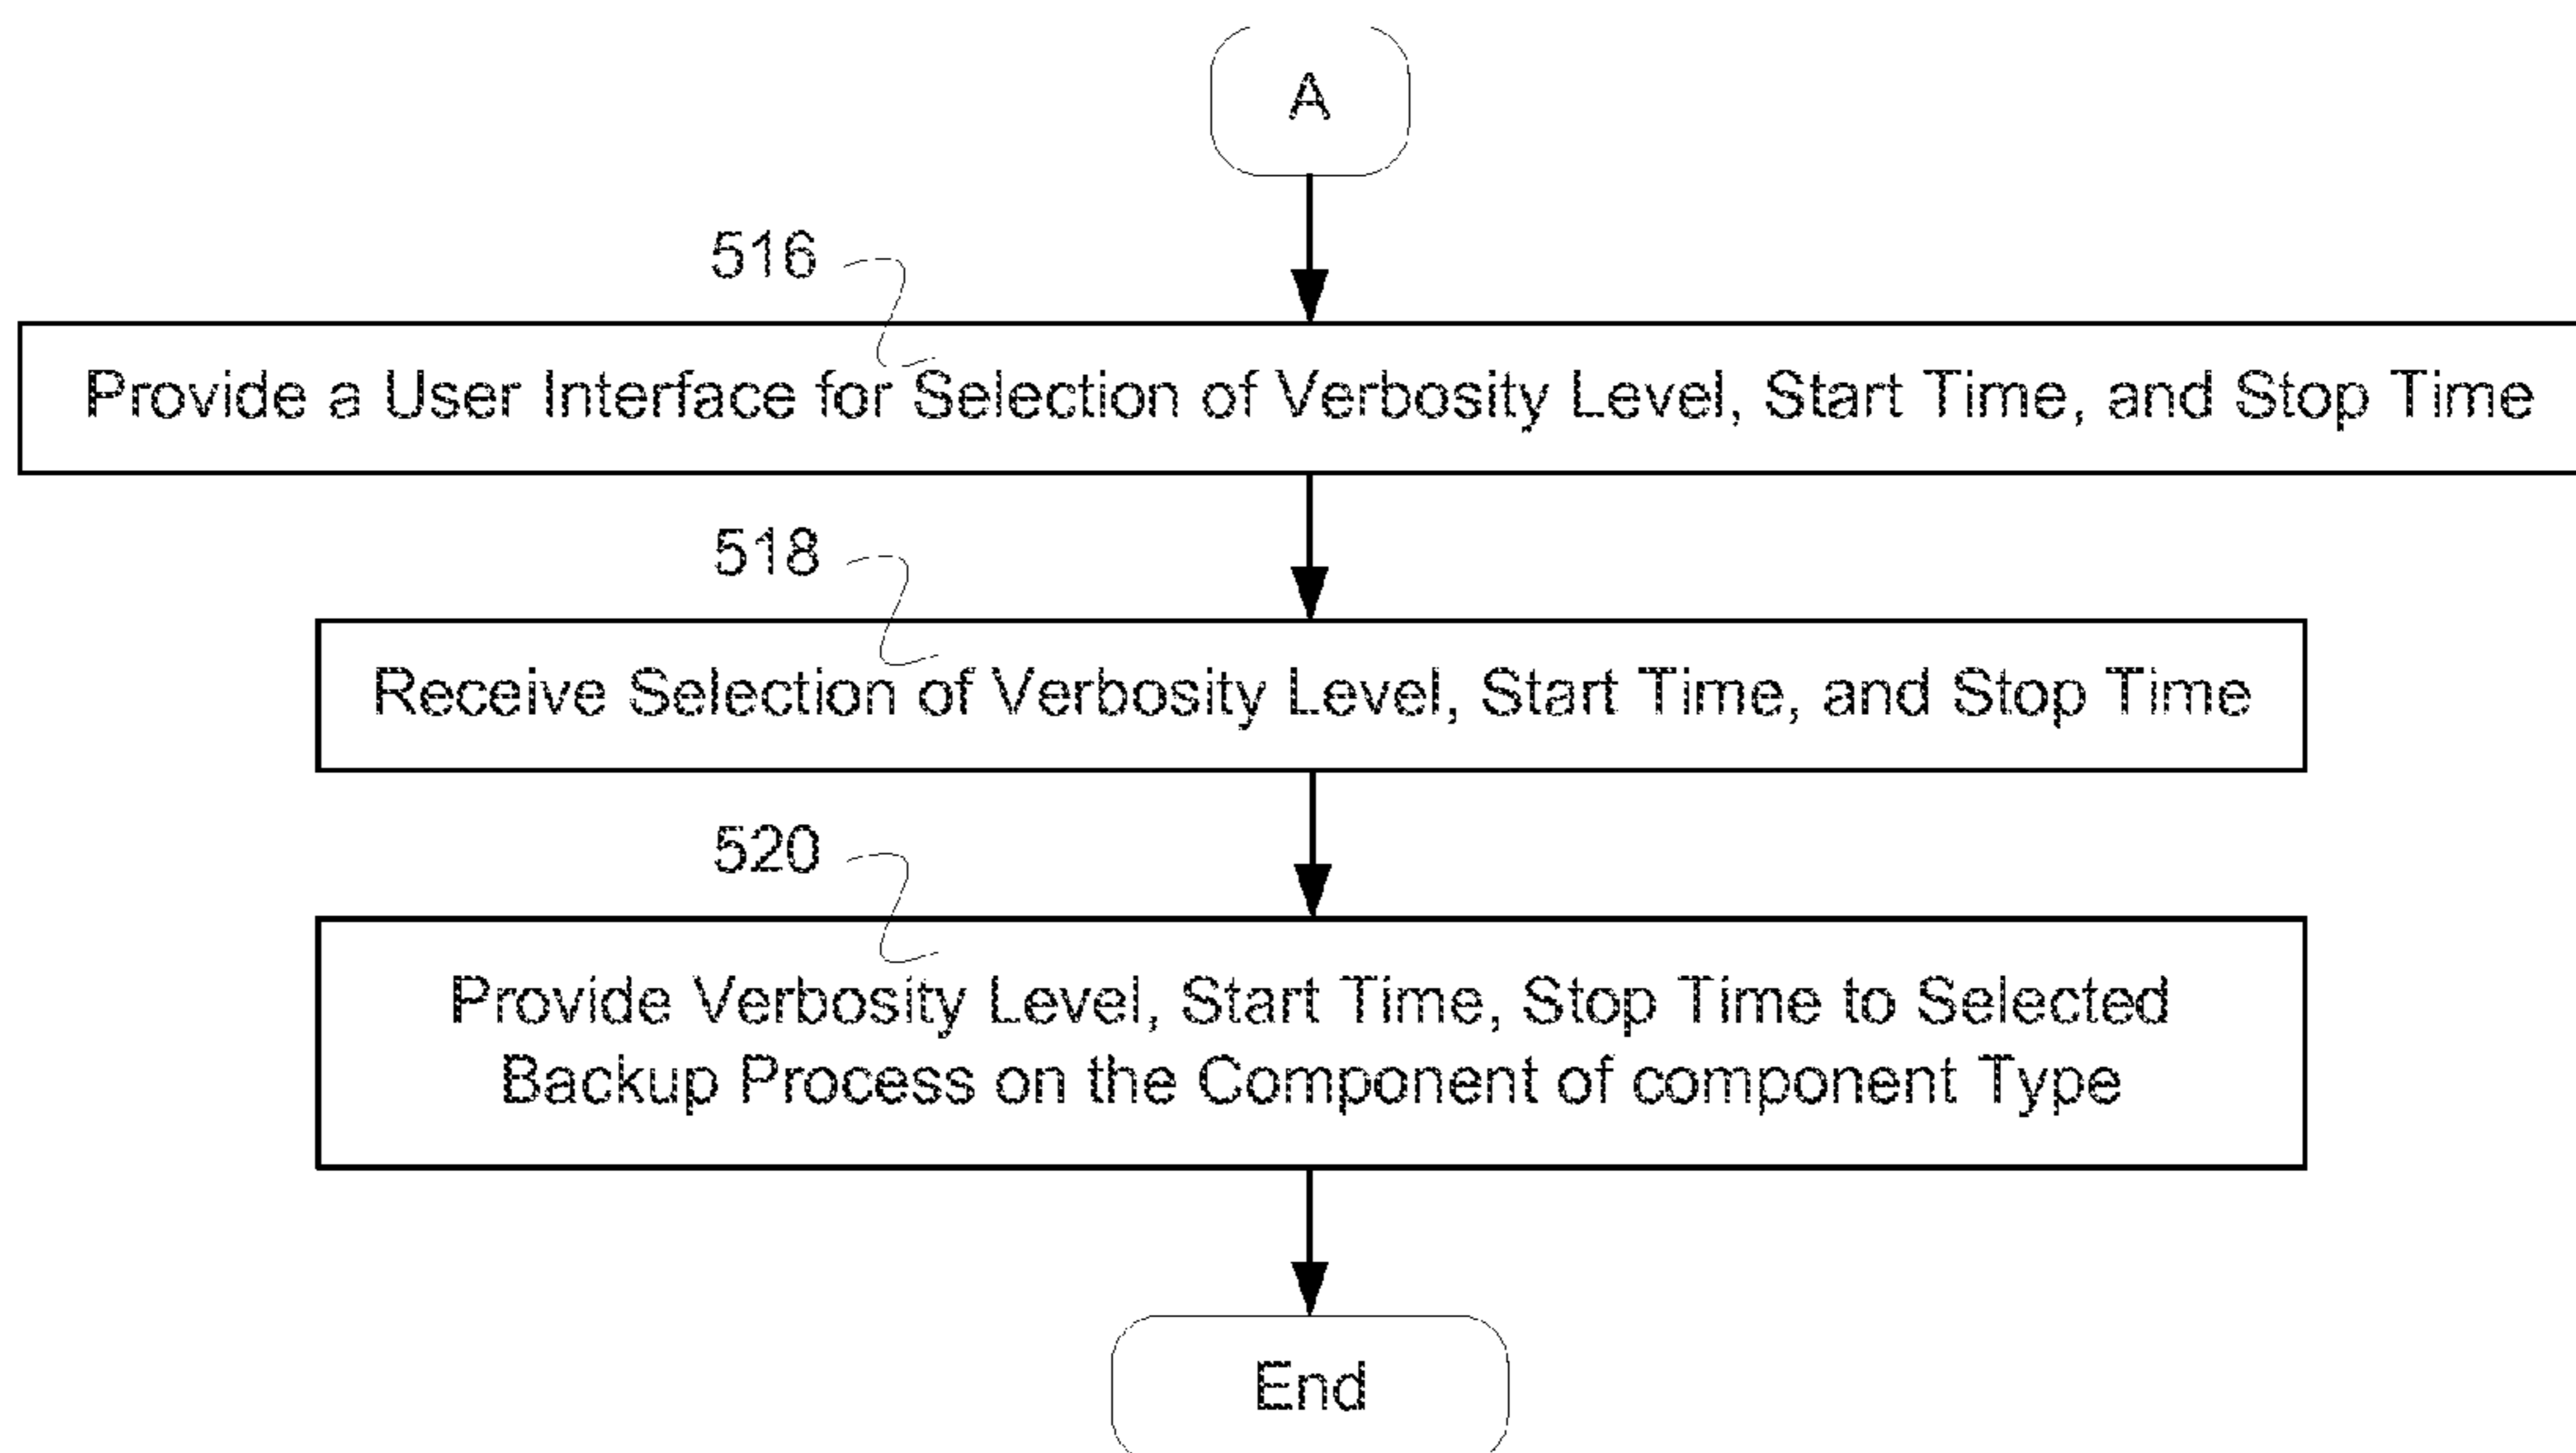 A
516
Provide a User Interface for Selection of Verbosity Level, Start Time, and Stop Time
518
Receive Selection of Verbosity Level, Start Time, and Stop Time
520
Provide Verbosity Level, Start Time, Stop Time to Selected
Backup Process on the Component of component Type
End